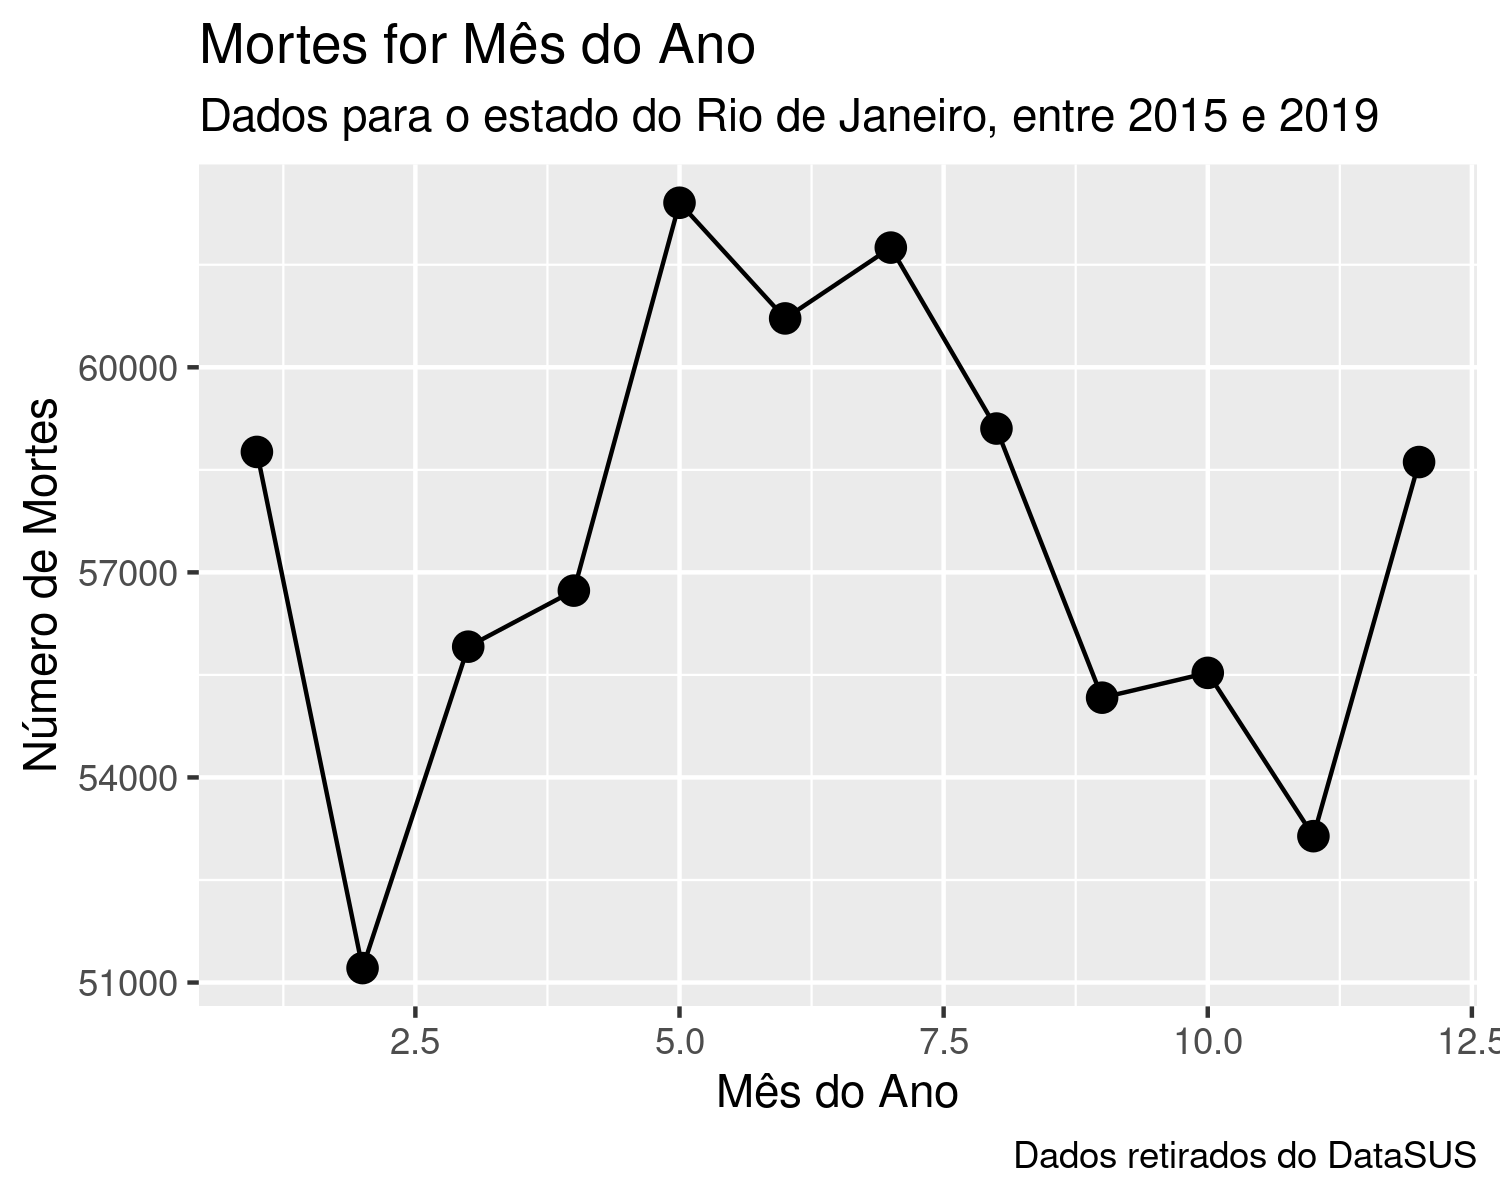 Mortes for Mês do Ano
Dados para o estado do Rio de Janeiro, entre 2015 e 2019
Número de Mortes
60000
57000
54000
51000
2.5
5.0
7.5
10.0
12.5
Mês do Ano
Dados retirados do DataSUS